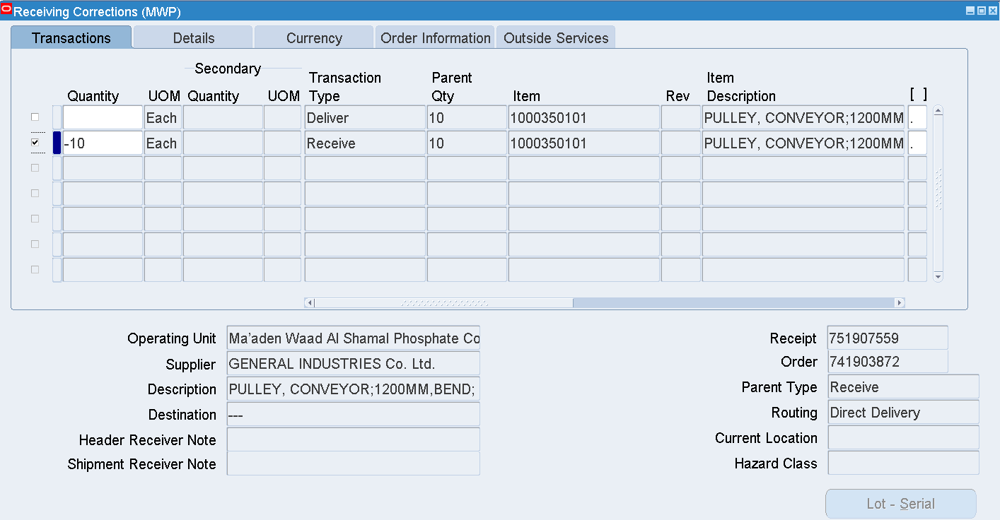 Receiving Corrections (MWP)
Transactions Details Currency Order Information Outside Services
Secondary
Transaction Parent Item
Quantity UOM Quantity UOM Type Qty Item Rev Description [ ]
Each Deliver 10 1000350101 PULLEY, CONVEYOR;1200MM .
-10 Each Receive 10 1000350101 PULLEY, CONVEYOR;1200MM .
Operating Unit Ma'aden Waad Al Shamal Phosphate Co
Supplier GENERAL INDUSTRIES Co. Ltd.
Description PULLEY, CONVEYOR;1200MM,BEND;
Destination ---
Header Receiver Note
Shipment Receiver Note
Receipt 751907559
Order 741903872
Parent Type Receive
Routing Direct Delivery
Current Location
Hazard Class
Lot - Serial